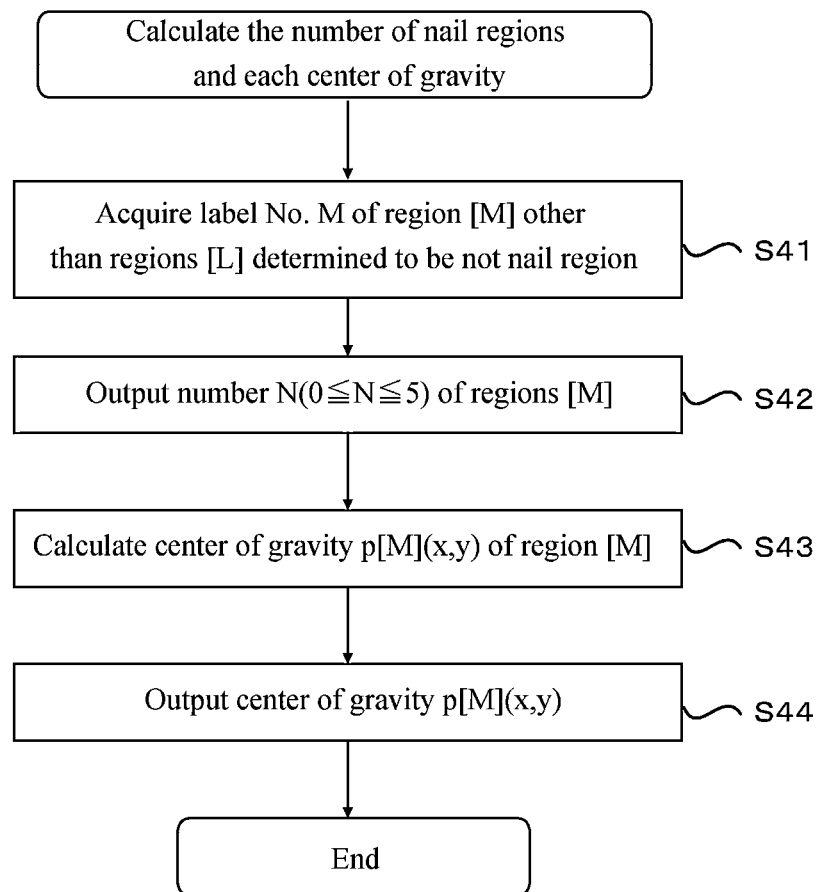 Calculate the number of nail regions
and each center of gravity
Acquire label No. M of region [M] other
than regions [L] determined to be not nail region
S41
Output number N(0≦N≦5) of regions [M]
S42
Calculate center of gravity p[M](x,y) of region [M]
S43
Output center of gravity p[M](x,y)
S44
End